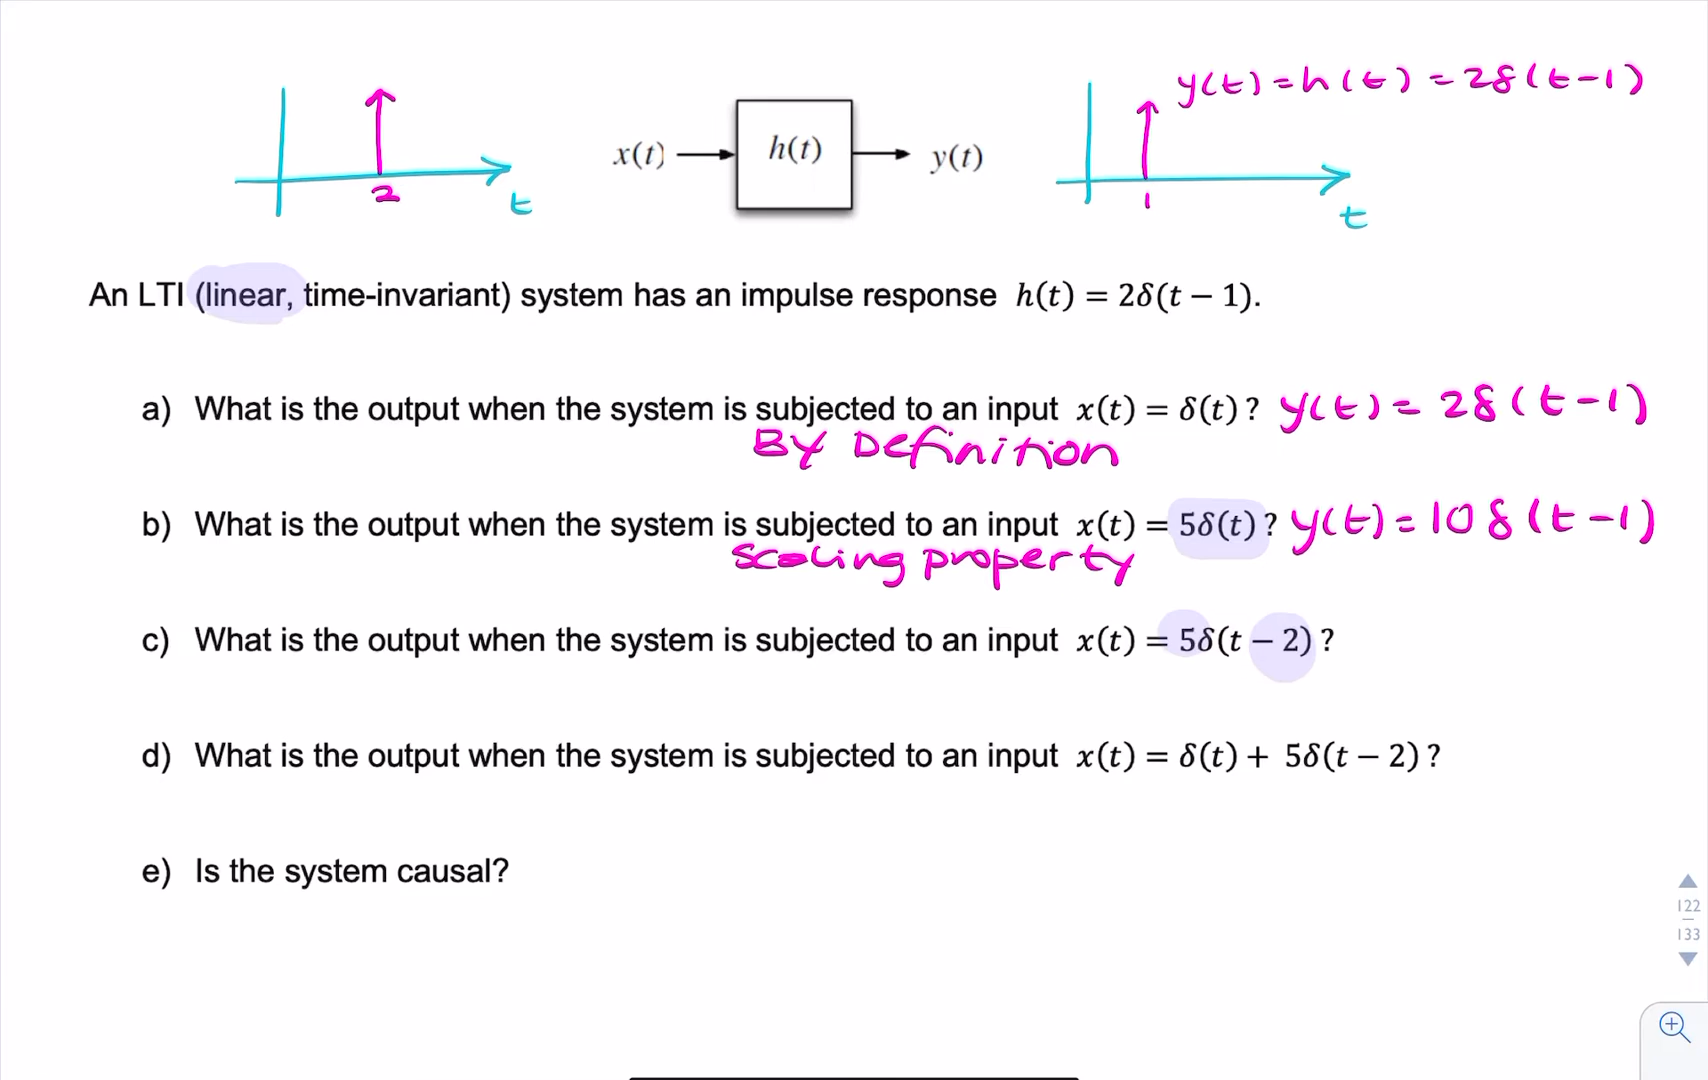 y(t) = h(t) = 2δ(t-1)
x(t) h(t) y(t)
2 t 1 t
An LTI (linear, time-invariant) system has an impulse response h(t) = 2δ(t − 1).
a) What is the output when the system is subjected to an input x(t) = δ(t)? y(t) = 2δ(t-1)
By Definition
b) What is the output when the system is subjected to an input x(t) = 5δ(t)? y(t) = 10δ(t-1)
scaling property
c) What is the output when the system is subjected to an input x(t) = 5δ(t − 2)?
d) What is the output when the system is subjected to an input x(t) = δ(t) + 5δ(t − 2)?
e) Is the system causal?
122
133